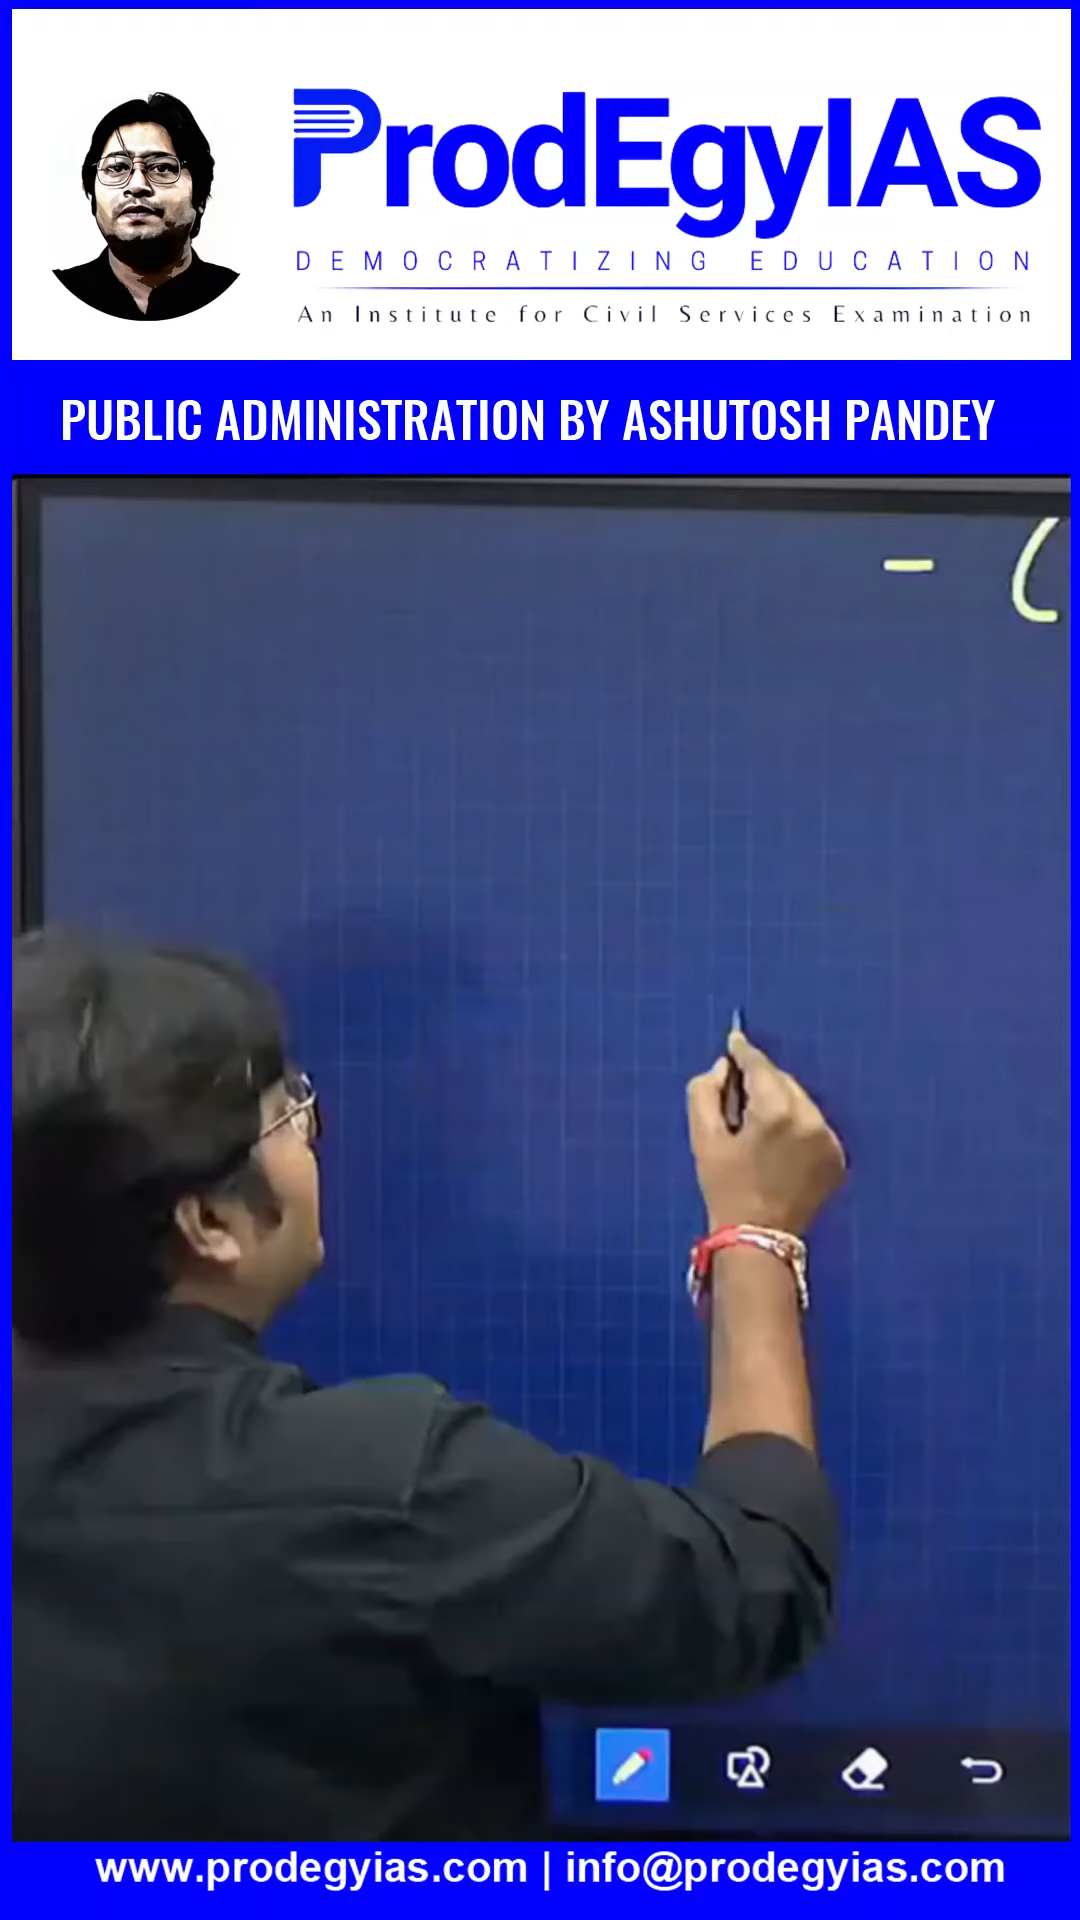 ProdEgyIAS
DEMOCRATIZING EDUCATION
An Institute for Civil Services Examination
PUBLIC ADMINISTRATION BY ASHUTOSH PANDEY
- (
www.prodegyias.com | info@prodegyias.com